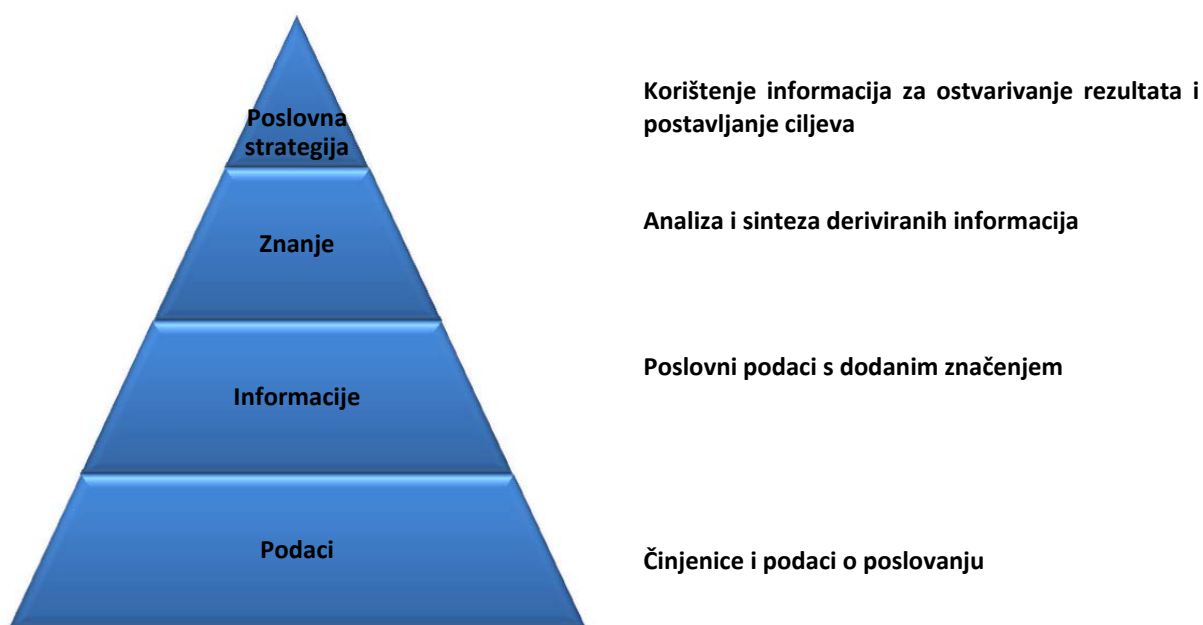 Poslovna
strategija
Korištenje informacija za ostvarivanje rezultata i
postavljanje ciljeva
Znanje
Analiza i sinteza deriviranih informacija
Informacije
Poslovni podaci s dodanim značenjem
Podaci
Činjenice i podaci o poslovanju